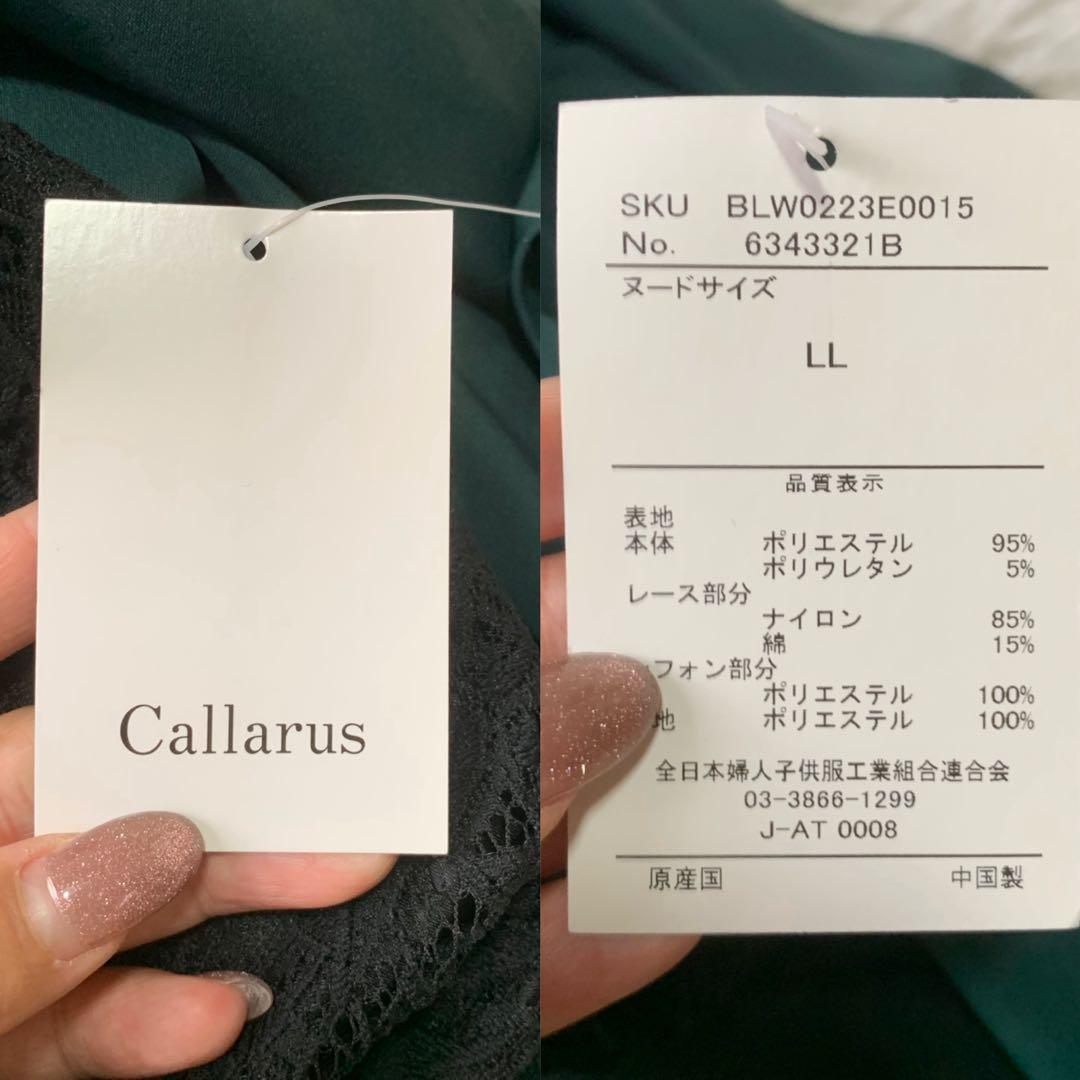 Callarus
SKU BLW0223E0015
No. 6343321B
ヌードサイズ
LL
品質表示
表地
本体 ポリエステル 95%
ポリウレタン 5%
レース部分
ナイロン 85%
綿 15%
フォン部分
ポリエステル 100%
地 ポリエステル 100%
全日本婦人子供服工業組合連合会
03-3866-1299
J-AT 0008
原産国 中国製